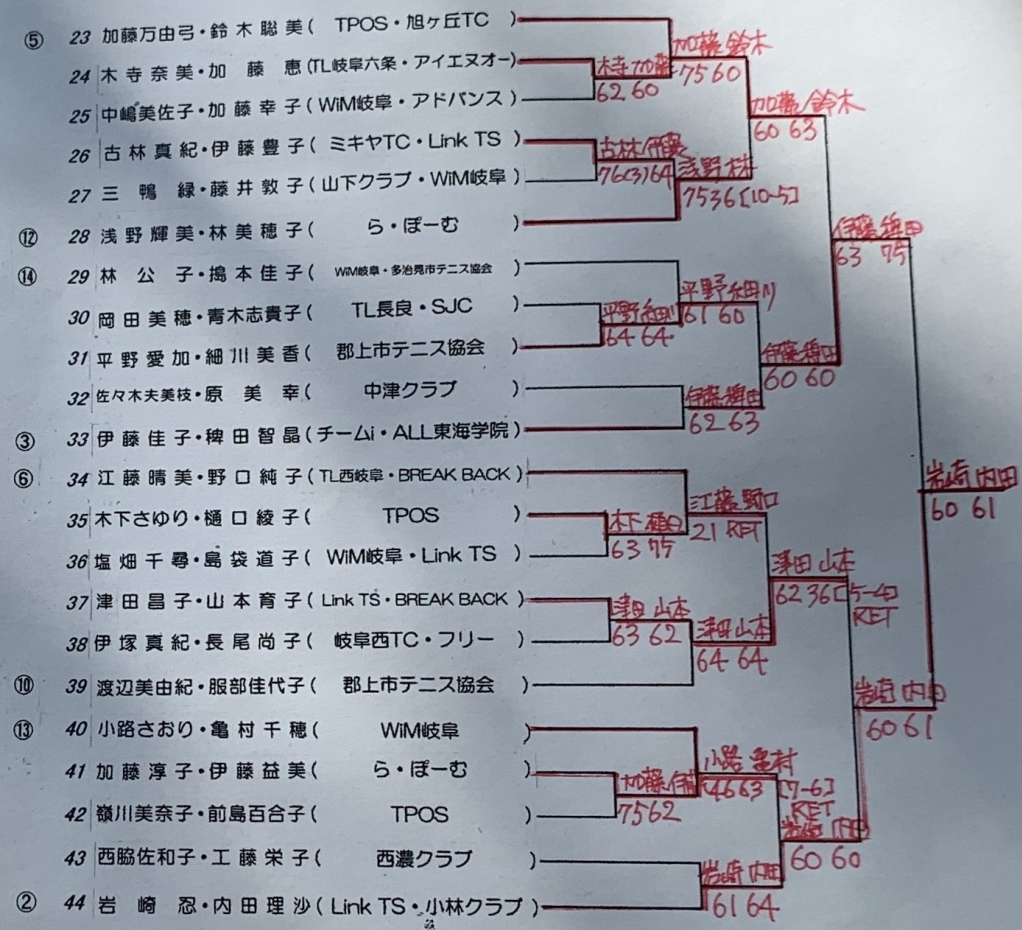 ⑤ 23 加藤万由弓・鈴木聡美( TPOS・旭ヶ丘TC )
加藤 鈴木
24 木寺奈美・加藤 恵(TL岐阜六条・アイエヌオー)
木寺 加藤
75 60
62 60
25 中嶋美佐子・加藤幸子(WiM岐阜・アドバンス)
加藤 鈴木
60 63
26 古林真紀・伊藤豊子( ミキヤTC・Link TS )
古林 伊藤
浅野 林
76(3)64
27 三鴨 緑・藤井敦子(山下クラブ・WiM岐阜)
7536[10-5]
⑫ 28 浅野輝美・林美穂子( ら・ぽーむ )
伊藤 稗田
63 75
⑭ 29 林 公子・搗本佳子( WiM岐阜・多治見市テニス協会 )
平野 細川
30 岡田美穂・青木志貴子( TL長良・SJC )
平野 細川
61 60
64 64
31 平野愛加・細川美香( 郡上市テニス協会 )
伊藤 稗田
60 60
32 佐々木夫美枝・原 美幸( 中津クラブ )
伊藤 稗田
62 63
③ 33 伊藤佳子・稗田智晶(チームi・ALL東海学院)
⑥ 34 江藤晴美・野口純子(TL西岐阜・BREAK BACK)
岩崎 内田
60 61
江藤 野口
35 木下さゆり・樋口綾子( TPOS )
木下 樋口
21 RET
63 75
36 塩畑千尋・島袋道子( WiM岐阜・Link TS )
津田 山本
62 36[5-4]
RET
37 津田昌子・山本育子( Link TS・BREAK BACK )
津田 山本
63 62
津田 山本
38 伊塚真紀・長尾尚子( 岐阜西TC・フリー )
64 64
⑩ 39 渡辺美由紀・服部佳代子( 郡上市テニス協会 )
岩崎 内田
60 61
⑬ 40 小路さおり・亀村千穂( WiM岐阜 )
小路 亀村
41 加藤淳子・伊藤益美( ら・ぽーむ )
加藤 伊藤
4663 [7-6]
RET
7562
42 嶺川美奈子・前島百合子( TPOS )
岩崎 内田
60 60
43 西脇佐和子・工藤栄子( 西濃クラブ )
岩崎 内田
61 64
② 44 岩崎 忍・内田理沙(Link TS・小林クラブ)